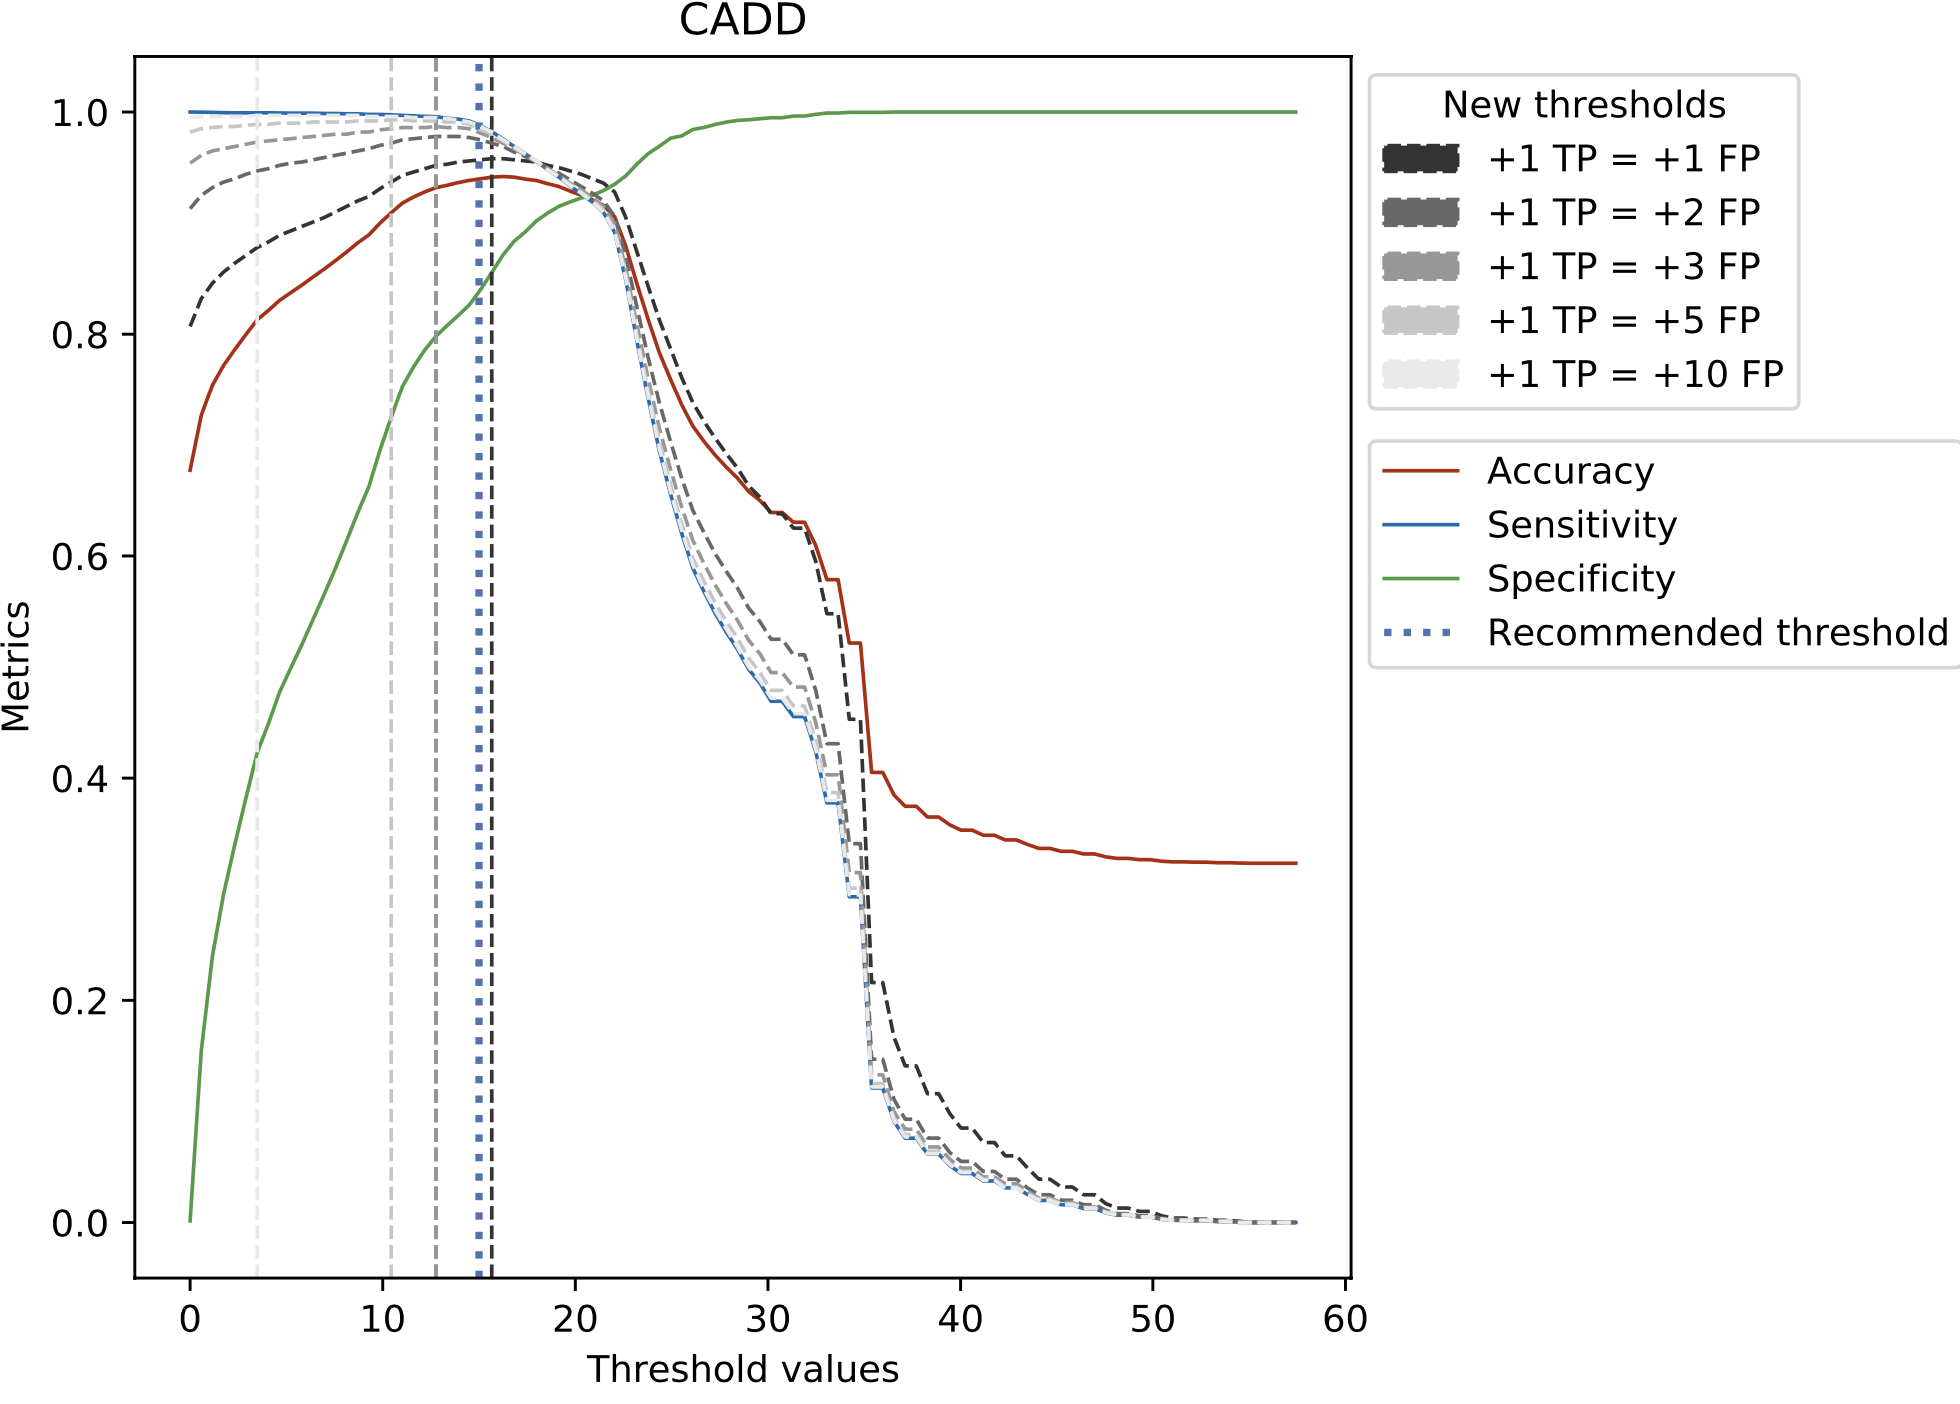 CADD
1.0
0.8
0.6
0.4
0.2
0.0
Metrics
0
10
20
30
40
50
60
Threshold values
New thresholds
+1 TP = +1 FP
+1 TP = +2 FP
+1 TP = +3 FP
+1 TP = +5 FP
+1 TP = +10 FP
Accuracy
Sensitivity
Specificity
Recommended threshold